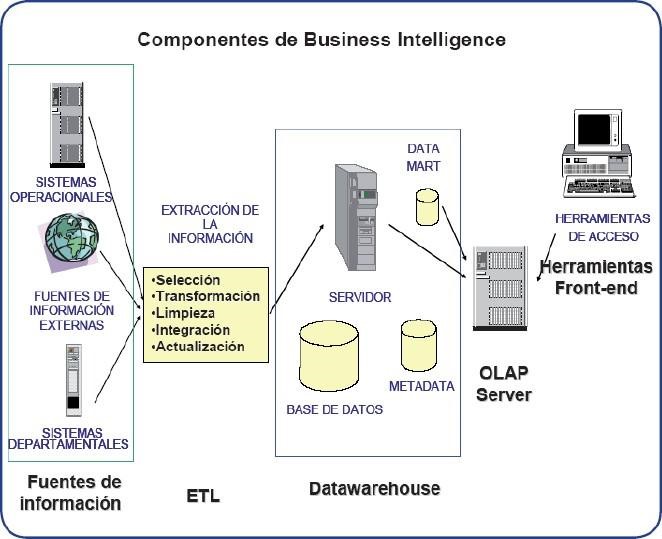 Componentes de Business Intelligence
SISTEMAS
OPERACIONALES
FUENTES DE
INFORMACIÓN
EXTERNAS
SISTEMAS
DEPARTAMENTALES
Fuentes de
información
EXTRACCIÓN DE
LA
INFORMACIÓN
•Selección
•Transformación
•Limpieza
•Integración
•Actualización
ETL
DATA
MART
SERVIDOR
BASE DE DATOS
METADATA
Datawarehouse
OLAP
Server
HERRAMIENTAS
DE ACCESO
Herramientas
Front-end